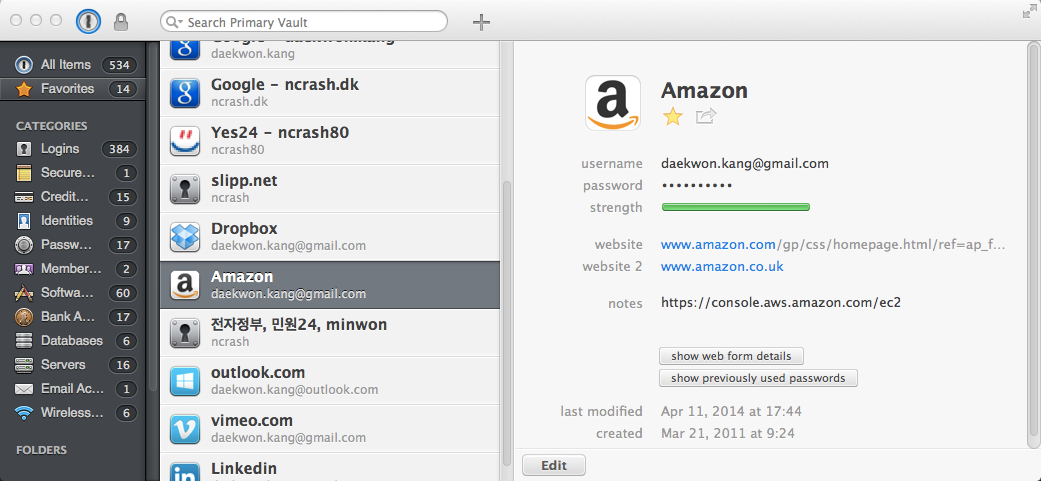 Search Primary Vault
All Items 534
Favorites 14
CATEGORIES
Logins 384
Secure... 1
Credit... 15
Identities 9
Passw... 17
Member... 2
Softwa... 60
Bank A... 17
Databases 6
Servers 16
Email Ac... 1
Wireless... 6
FOLDERS
Google - daekwon.kang
daekwon.kang
Google - ncrash.dk
ncrash.dk
Yes24 - ncrash80
ncrash80
slipp.net
ncrash
Dropbox
daekwon.kang@gmail.com
Amazon
daekwon.kang@gmail.com
전자정부, 민원24, minwon
ncrash
outlook.com
daekwon.kang@outlook.com
vimeo.com
daekwon.kang@gmail.com
Linkedin
Amazon
username daekwon.kang@gmail.com
password ••••••••••
strength
website www.amazon.com/gp/css/homepage.html/ref=ap_f...
website 2 www.amazon.co.uk
notes https://console.aws.amazon.com/ec2
show web form details
show previously used passwords
last modified Apr 11, 2014 at 17:44
created Mar 21, 2011 at 9:24
Edit